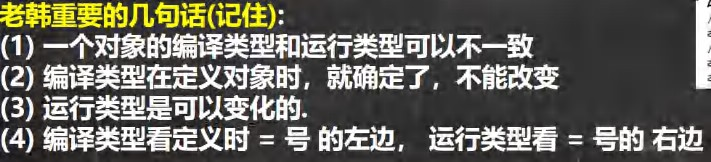 老韩重要的几句话(记住):
(1) 一个对象的编译类型和运行类型可以不一致
(2) 编译类型在定义对象时，就确定了，不能改变
(3) 运行类型是可以变化的.
(4) 编译类型看定义时 = 号 的左边， 运行类型看 = 号的 右边